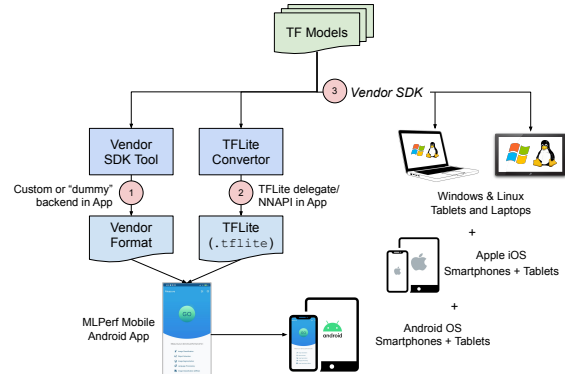 TF Models
3
Vendor SDK
Vendor
SDK Tool
TFLite
Convertor
Custom or “dummy”
backend in App
1
2
TFLite delegate/
NNAPI in App
Vendor
Format
TFLite
(.tflite)
Windows & Linux
Tablets and Laptops
+
Apple iOS
Smartphones + Tablets
+
Android OS
Smartphones + Tablets
MLPerf Mobile
Android App
GO
GO
android